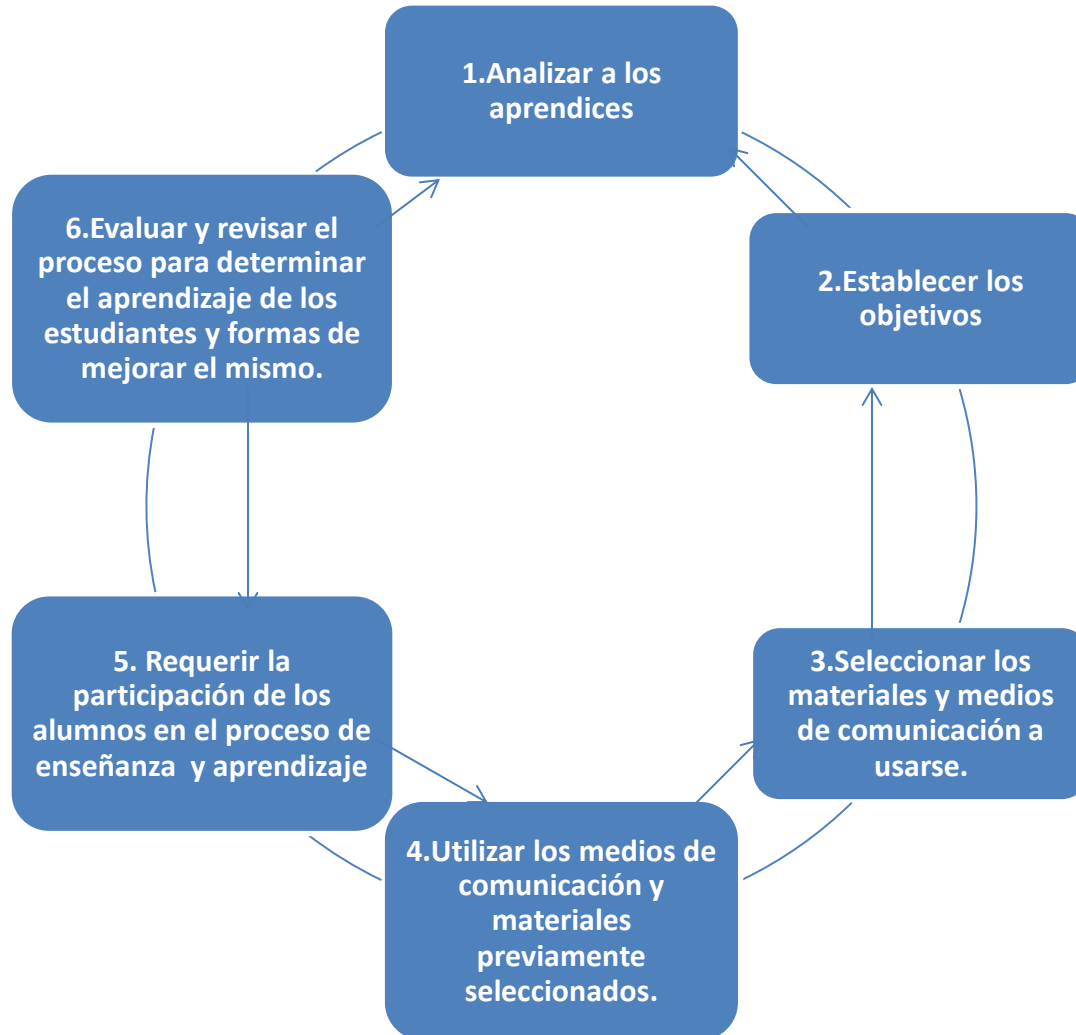 1.Analizar a los
aprendices
2.Establecer los
objetivos
3.Seleccionar los
materiales y medios
de comunicación a
usarse.
4.Utilizar los medios de
comunicación y
materiales
previamente
seleccionados.
5. Requerir la
participación de los
alumnos en el proceso de
enseñanza y aprendizaje
6.Evaluar y revisar el
proceso para determinar
el aprendizaje de los
estudiantes y formas de
mejorar el mismo.